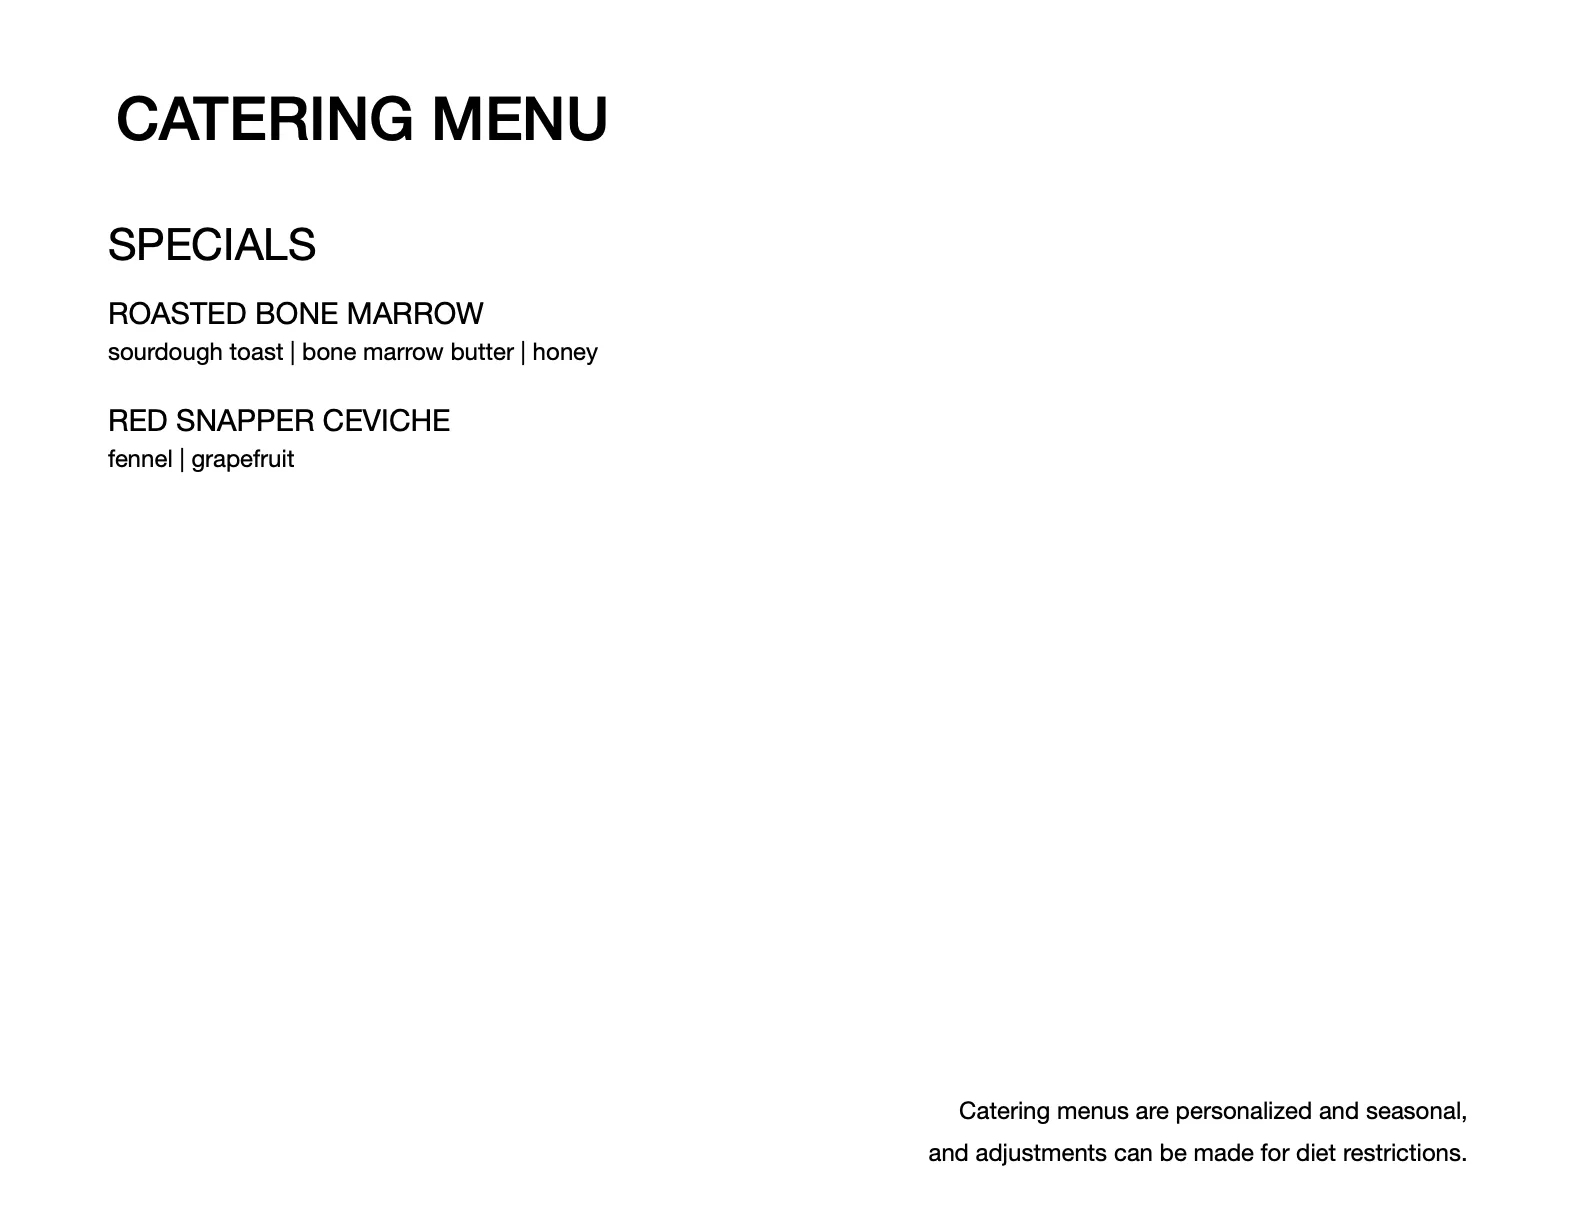 CATERING MENU
SPECIALS
ROASTED BONE MARROW
sourdough toast | bone marrow butter | honey
RED SNAPPER CEVICHE
fennel | grapefruit
Catering menus are personalized and seasonal,
and adjustments can be made for diet restrictions.